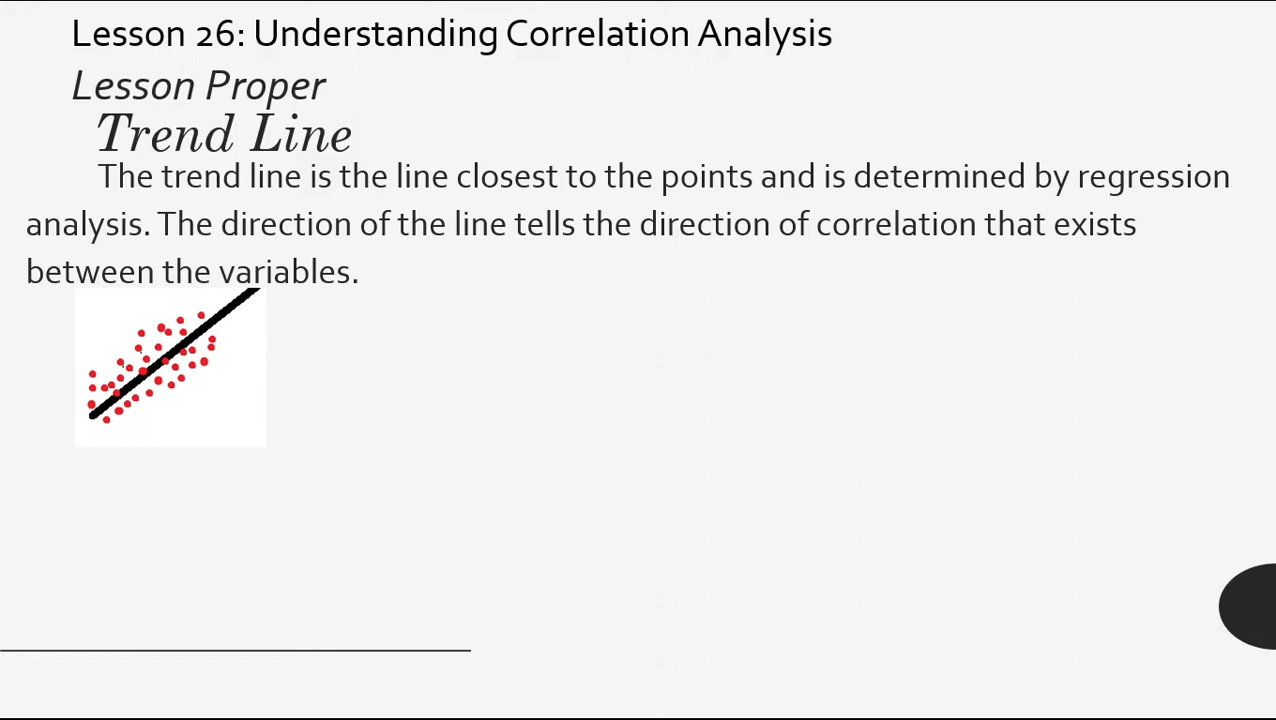 Lesson 26: Understanding Correlation Analysis
Lesson Proper
Trend Line
The trend line is the line closest to the points and is determined by regression
analysis. The direction of the line tells the direction of correlation that exists
between the variables.